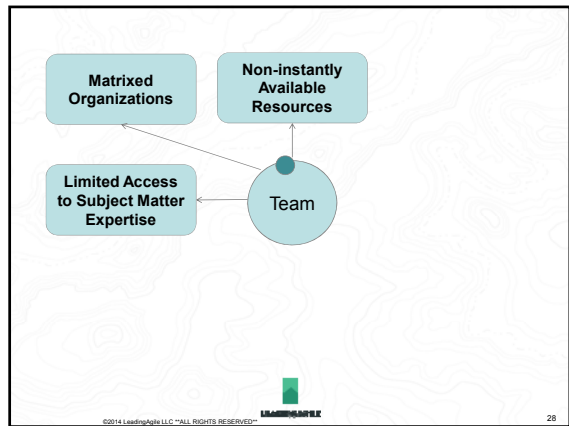 Matrixed
Organizations
Non-instantly
Available
Resources
Limited Access
to Subject Matter
Expertise
Team
©2014 LeadingAgile LLC **ALL RIGHTS RESERVED**
LEADINGAGILE
28